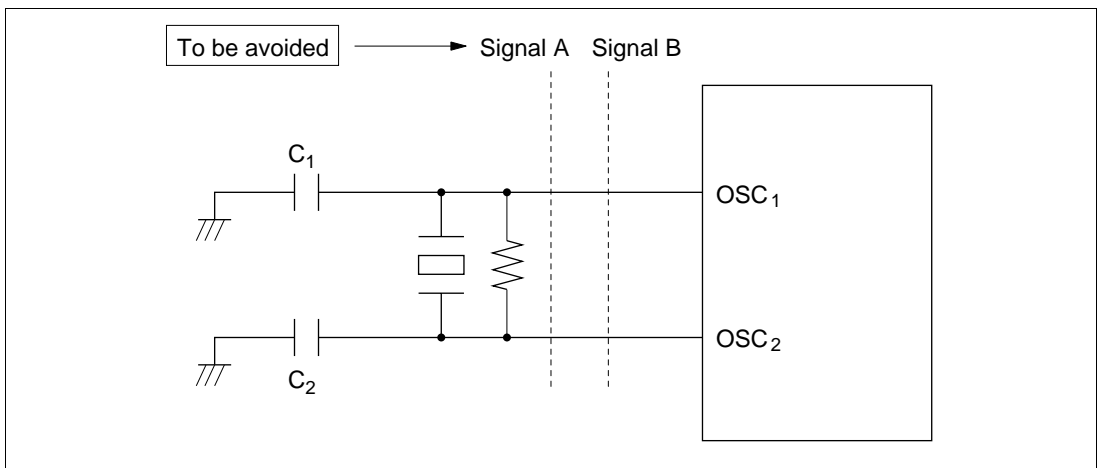 To be avoided Signal A Signal B
C1
OSC1
OSC2
C2